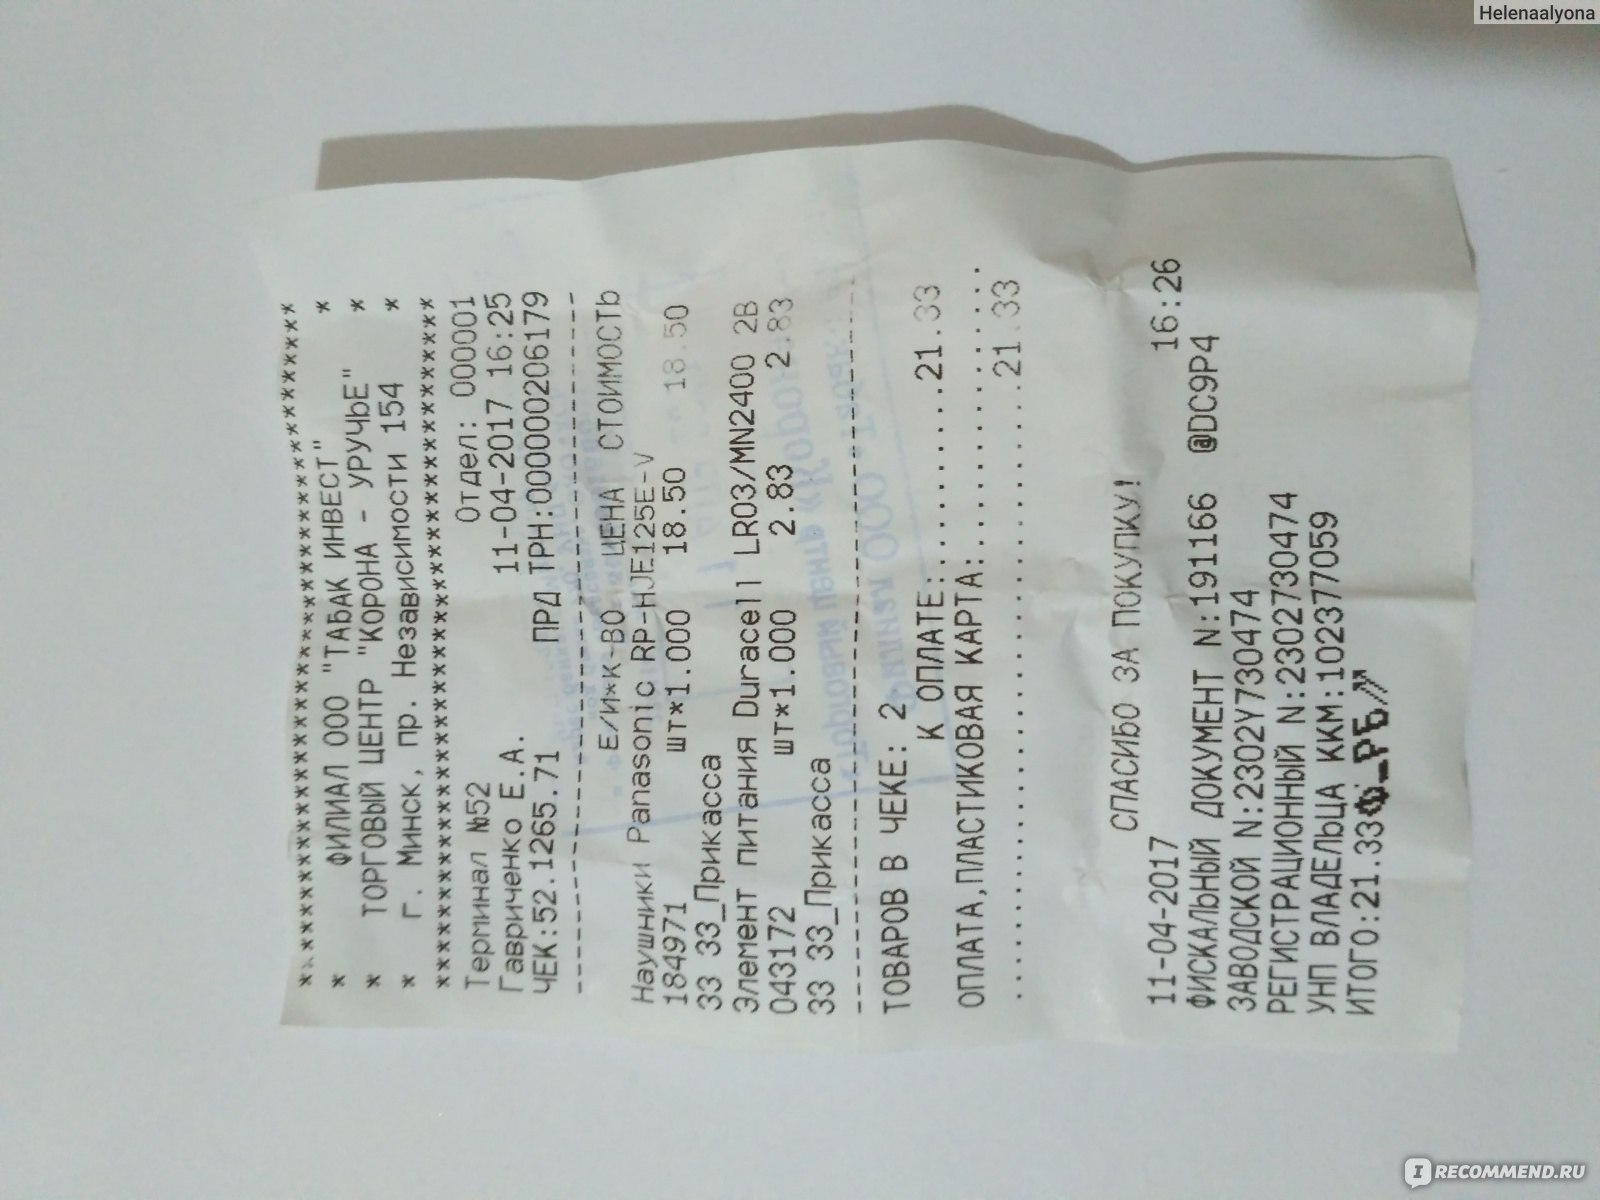 Helenaalyona
************************************
* ФИЛИАЛ ООО "ТАБАК ИНВЕСТ" *
* ТОРГОВЫЙ ЦЕНТР "КОРОНА - УРУЧЬЕ" *
* г. Минск, пр. Независимости 154 *
************************************
Терминал №52 Отдел: 000001
Гавриченко Е.А. 11-04-2017 16:25
ЧЕК:52.1265.71 ПРД ТРН:000000206179
------------------------------------
Е/И*К-ВО ЦЕНА СТОИМОСТЬ
Наушники Panasonic RP-HJE125E-V
184971 шт*1.000 18.50 18.50
33 33_Прикасса
Элемент питания Duracell LR03/MN2400 2B
043172 шт*1.000 2.83 2.83
33 33_Прикасса
------------------------------------
ТОВАРОВ В ЧЕКЕ: 2
К ОПЛАТЕ:..........21.33
ОПЛАТА,ПЛАСТИКОВАЯ КАРТА:...............
...............................21.33
СПАСИБО ЗА ПОКУПКУ!
11-04-2017 16:26
ФИСКАЛЬНЫЙ ДОКУМЕНТ N:191166 @DC9P4
ЗАВОДСКОЙ N:2302Y730474
РЕГИСТРАЦИОННЫЙ N:2302730474
УНП ВЛАДЕЛЬЦА ККМ:102377059
ИТОГО:21.33
IRECOMMEND.RU